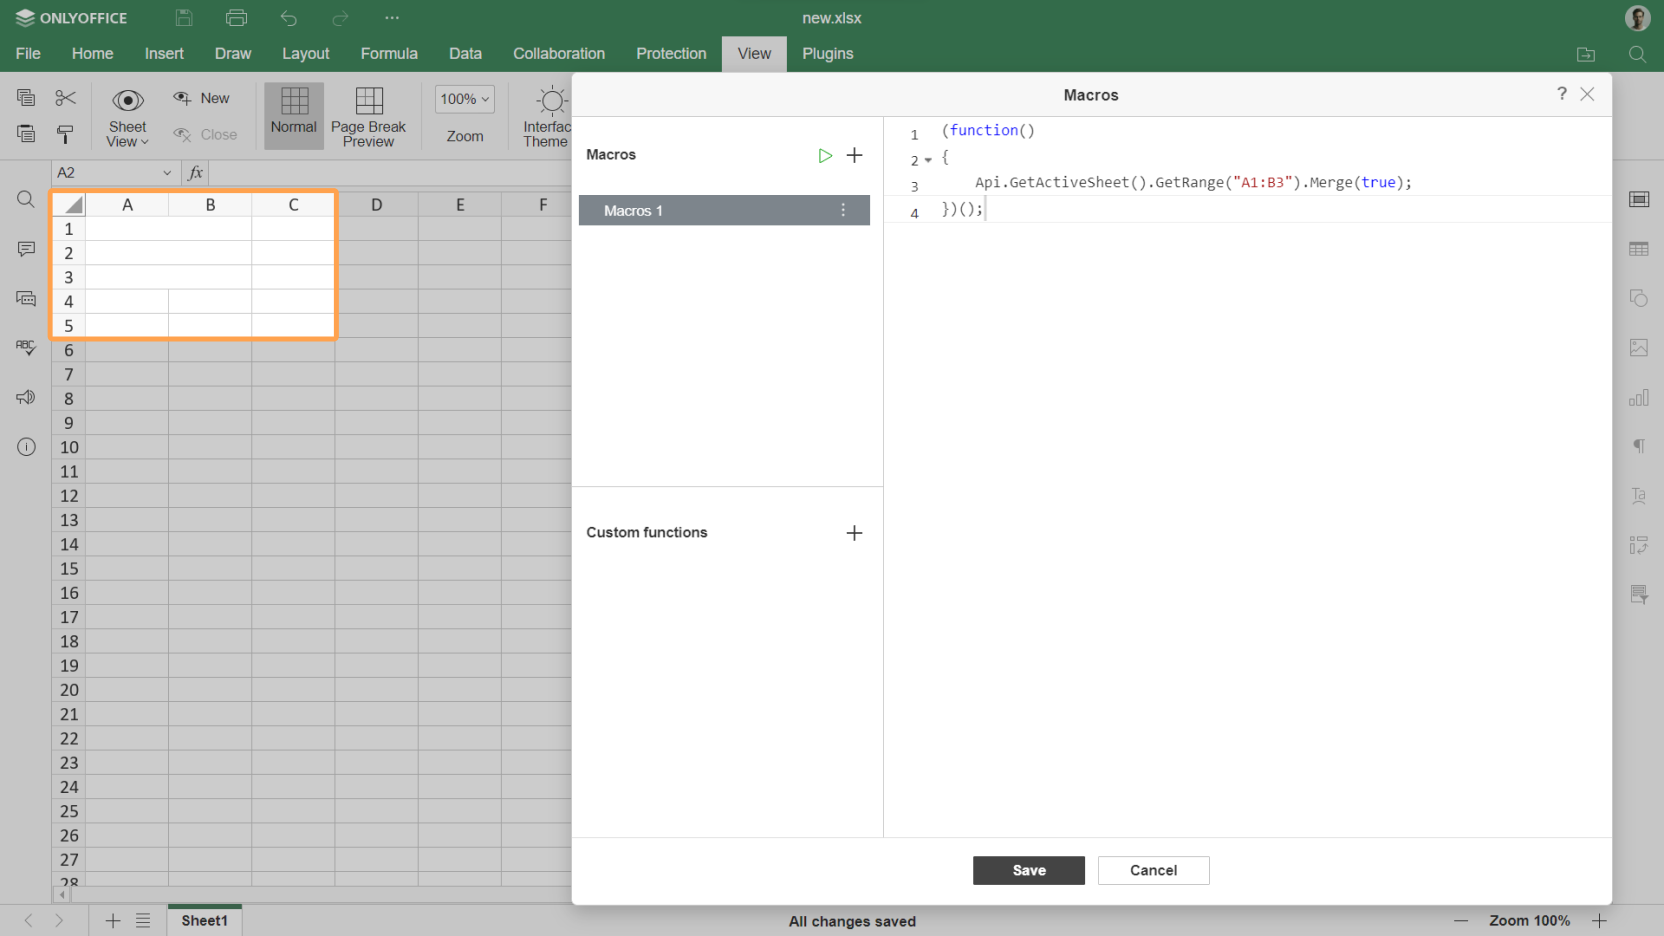 ONLYOFFICE
new.xlsx
File Home Insert Draw Layout Formula Data Collaboration Protection View Plugins
Sheet View
New
Close
Normal
Page Break Preview
100%
Zoom
Interfac
Theme
Macros
?
A2
fx
A B C D E F
1
2
3
4
5
6
7
8
9
10
11
12
13
14
15
16
17
18
19
20
21
22
23
24
25
26
27
28
Macros
Macros 1
Custom functions
1 (function()
2 {
3 Api.GetActiveSheet().GetRange("A1:B3").Merge(true);
4 })();
Save Cancel
Sheet1
All changes saved
Zoom 100%
ABC
Ta